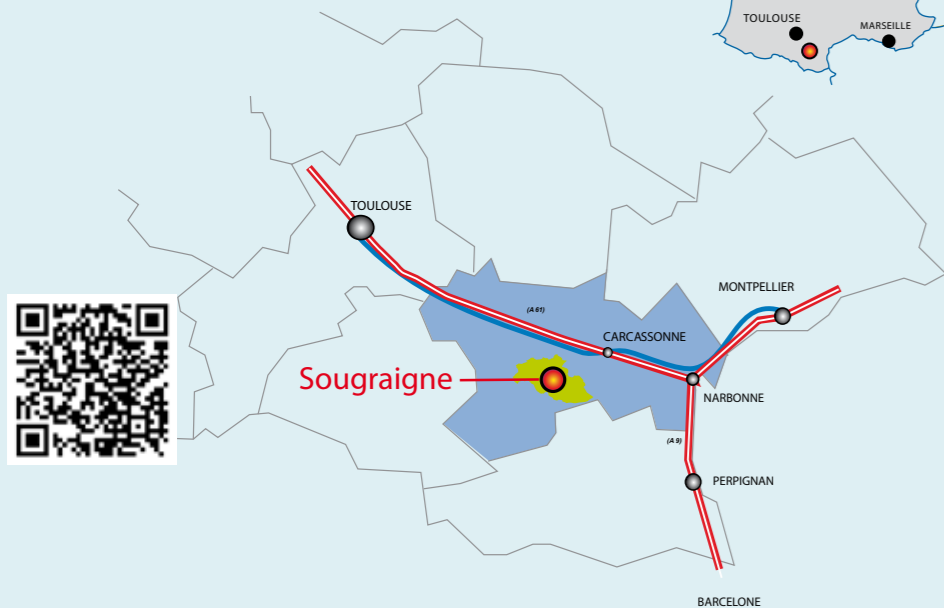 TOULOUSE
MARSEILLE
TOULOUSE
MONTPELLIER
(A 61)
CARCASSONNE
Sougraigne
NARBONNE
(A 9)
PERPIGNAN
BARCELONE